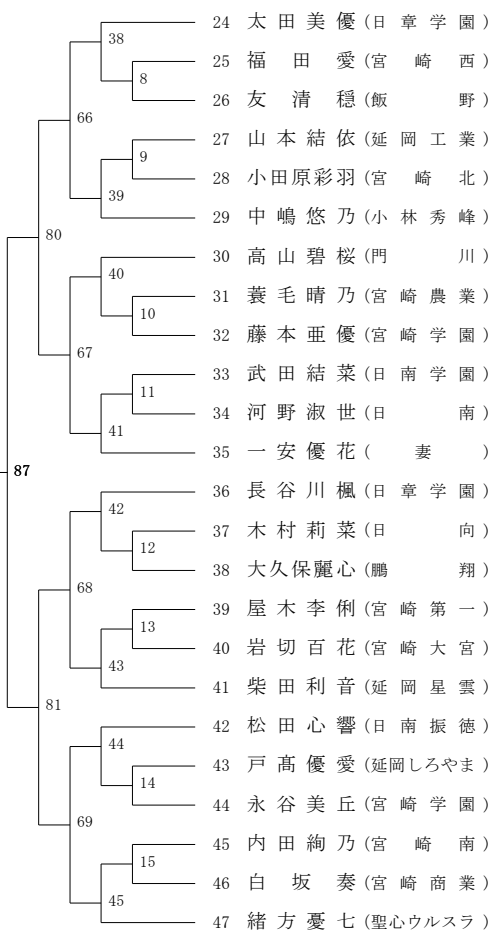 24 太田美優(日章学園)
38
25 福田愛(宮崎西)
8
26 友清穏(飯野)
66
27 山本結依(延岡工業)
9
28 小田原彩羽(宮崎北)
39
29 中嶋悠乃(小林秀峰)
80
30 高山碧桜(門川)
40
31 蓑毛晴乃(宮崎農業)
10
32 藤本亜優(宮崎学園)
67
33 武田結菜(日南学園)
11
34 河野淑世(日南)
41
35 一安優花(妻)
87
36 長谷川楓(日章学園)
42
37 木村莉菜(日向)
12
38 大久保麗心(鵬翔)
68
39 屋木李俐(宮崎第一)
13
40 岩切百花(宮崎大宮)
43
41 柴田利音(延岡星雲)
81
42 松田心響(日南振徳)
44
43 戸髙優愛(延岡しろやま)
14
44 永谷美丘(宮崎学園)
69
45 内田絢乃(宮崎南)
15
46 白坂奏(宮崎商業)
45
47 緒方憂七(聖心ウルスラ)